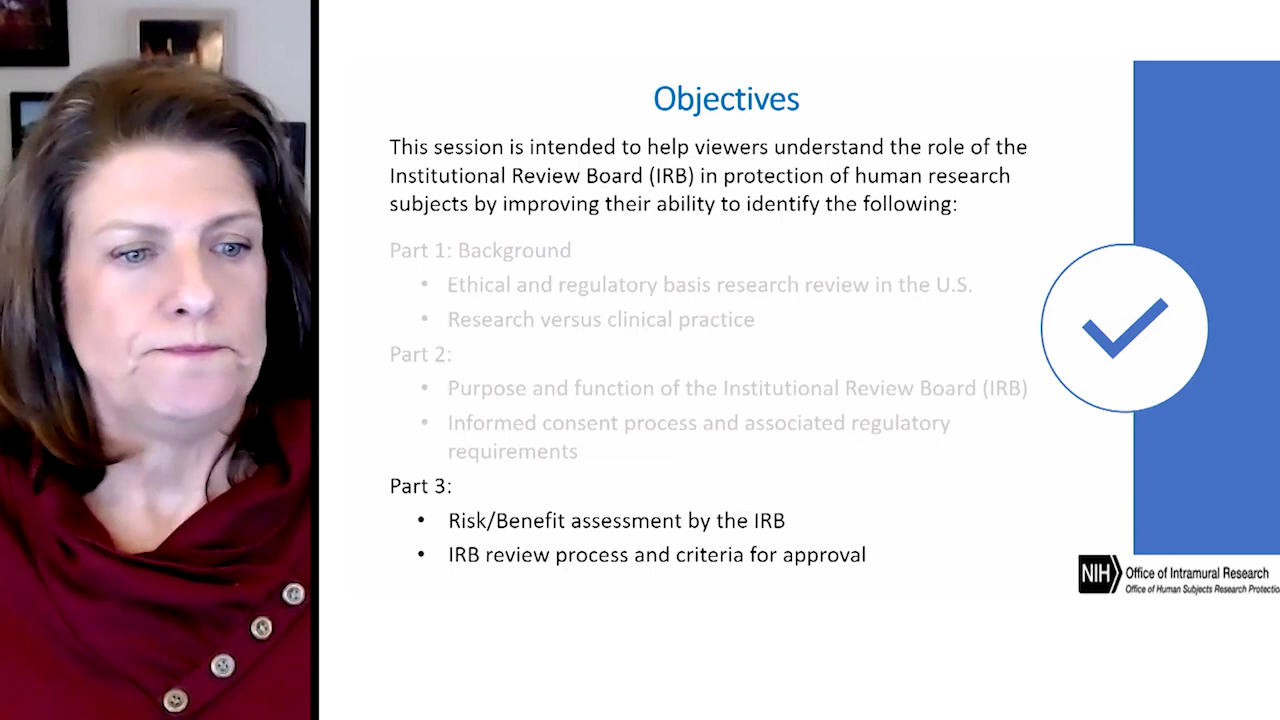 Objectives
This session is intended to help viewers understand the role of the
Institutional Review Board (IRB) in protection of human research
subjects by improving their ability to identify the following:
Part 1: Background
• Ethical and regulatory basis research review in the U.S.
• Research versus clinical practice
Part 2:
• Purpose and function of the Institutional Review Board (IRB)
• Informed consent process and associated regulatory
requirements
Part 3:
• Risk/Benefit assessment by the IRB
• IRB review process and criteria for approval
NIH Office of Intramural Research
Office of Human Subjects Research